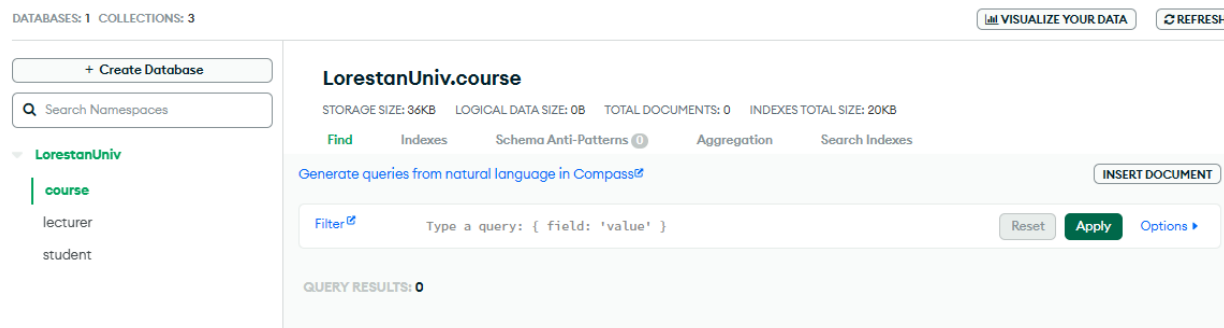 DATABASES: 1 COLLECTIONS: 3
VISUALIZE YOUR DATA
REFRESH
+ Create Database
Search Namespaces
LorestanUniv
course
lecturer
student
LorestanUniv.course
STORAGE SIZE: 36KB LOGICAL DATA SIZE: 0B TOTAL DOCUMENTS: 0 INDEXES TOTAL SIZE: 20KB
Find Indexes Schema Anti-Patterns 0 Aggregation Search Indexes
Generate queries from natural language in Compass
INSERT DOCUMENT
Filter Type a query: { field: 'value' } Reset Apply Options
QUERY RESULTS: 0